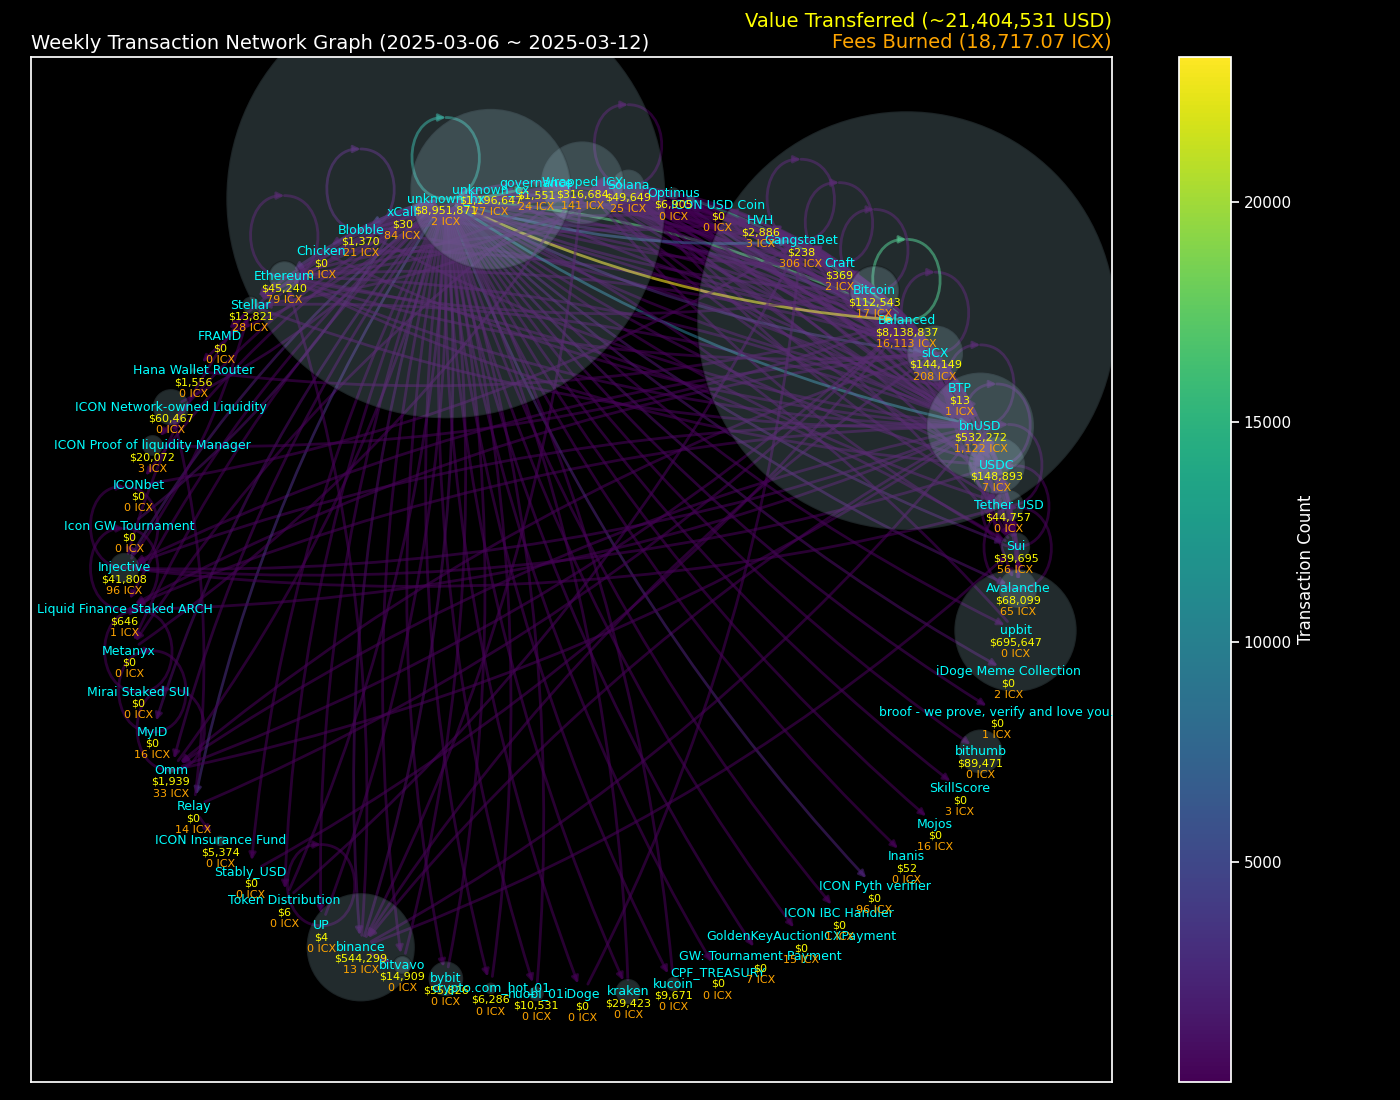 Value Transferred (~21,404,531 USD)
Weekly Transaction Network Graph (2025-03-06 ~ 2025-03-12)
Fees Burned (18,717.07 ICX)
governance
$1,551
24 ICX
Wrapped ICX
$316,684
141 ICX
Solana
$49,649
25 ICX
Optimus
$6,905
0 ICX
ICON USD Coin
$0
0 ICX
HVH
$2,886
3 ICX
GangstaBet
$238
306 ICX
Craft
$369
2 ICX
Bitcoin
$112,543
17 ICX
Balanced
$8,138,837
16,113 ICX
sICX
$144,149
208 ICX
BTP
$13
1 ICX
bnUSD
$532,272
1,122 ICX
USDC
$148,893
7 ICX
Tether USD
$44,757
0 ICX
Sui
$39,695
56 ICX
Avalanche
$68,099
65 ICX
upbit
$695,647
0 ICX
iDoge Meme Collection
$0
2 ICX
broof - we prove, verify and love you
$0
1 ICX
bithumb
$89,471
0 ICX
SkillScore
$0
3 ICX
Mojos
$0
16 ICX
Inanis
$52
0 ICX
ICON Pyth verifier
$0
96 ICX
ICON IBC Handler
$0
GoldenKeyAuctionICXPayment
$0
15 ICX
GW: Tournament Payment
$0
7 ICX
CPF_TREASURY
$0
0 ICX
kucoin
$9,671
0 ICX
kraken
$29,423
0 ICX
iDoge
$0
0 ICX
huobi_01
$10,531
0 ICX
crypto.com_hot_01
$6,286
0 ICX
bybit
$55,826
0 ICX
bitvavo
$14,909
0 ICX
binance
$544,299
13 ICX
UP
$4
0 ICX
Token Distribution
$6
0 ICX
Stably_USD
$0
0 ICX
ICON Insurance Fund
$5,374
0 ICX
Relay
$0
14 ICX
Omm
$1,939
33 ICX
MyID
$0
16 ICX
Mirai Staked SUI
$0
0 ICX
Metanyx
$0
0 ICX
Liquid Finance Staked ARCH
$646
1 ICX
Injective
$41,808
96 ICX
Icon GW Tournament
$0
0 ICX
ICONbet
$0
0 ICX
ICON Proof of liquidity Manager
$20,072
3 ICX
ICON Network-owned Liquidity
$60,467
0 ICX
Hana Wallet Router
$1,556
0 ICX
FRAMD
$0
0 ICX
Stellar
$13,821
28 ICX
Ethereum
$45,240
79 ICX
Chicken
$0
0 ICX
Blobble
$1,370
21 ICX
xCall
$30
84 ICX
$8,951,871
2 ICX
20000
15000
10000
5000
Transaction Count